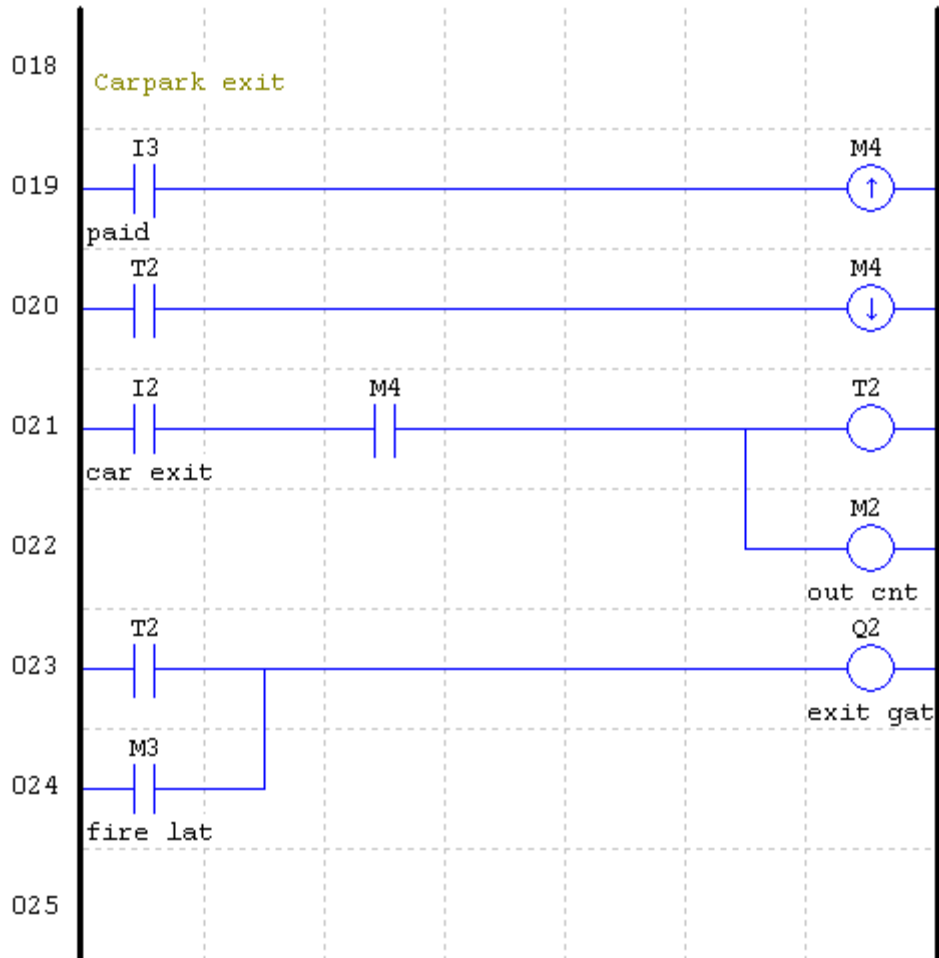 018
Carpark exit
I3 M4
019 ↑
paid
T2 M4
020 ↓
I2 M4 T2
021
car exit
M2
022
out cnt
T2 Q2
023
exit gat
M3
024
fire lat
025